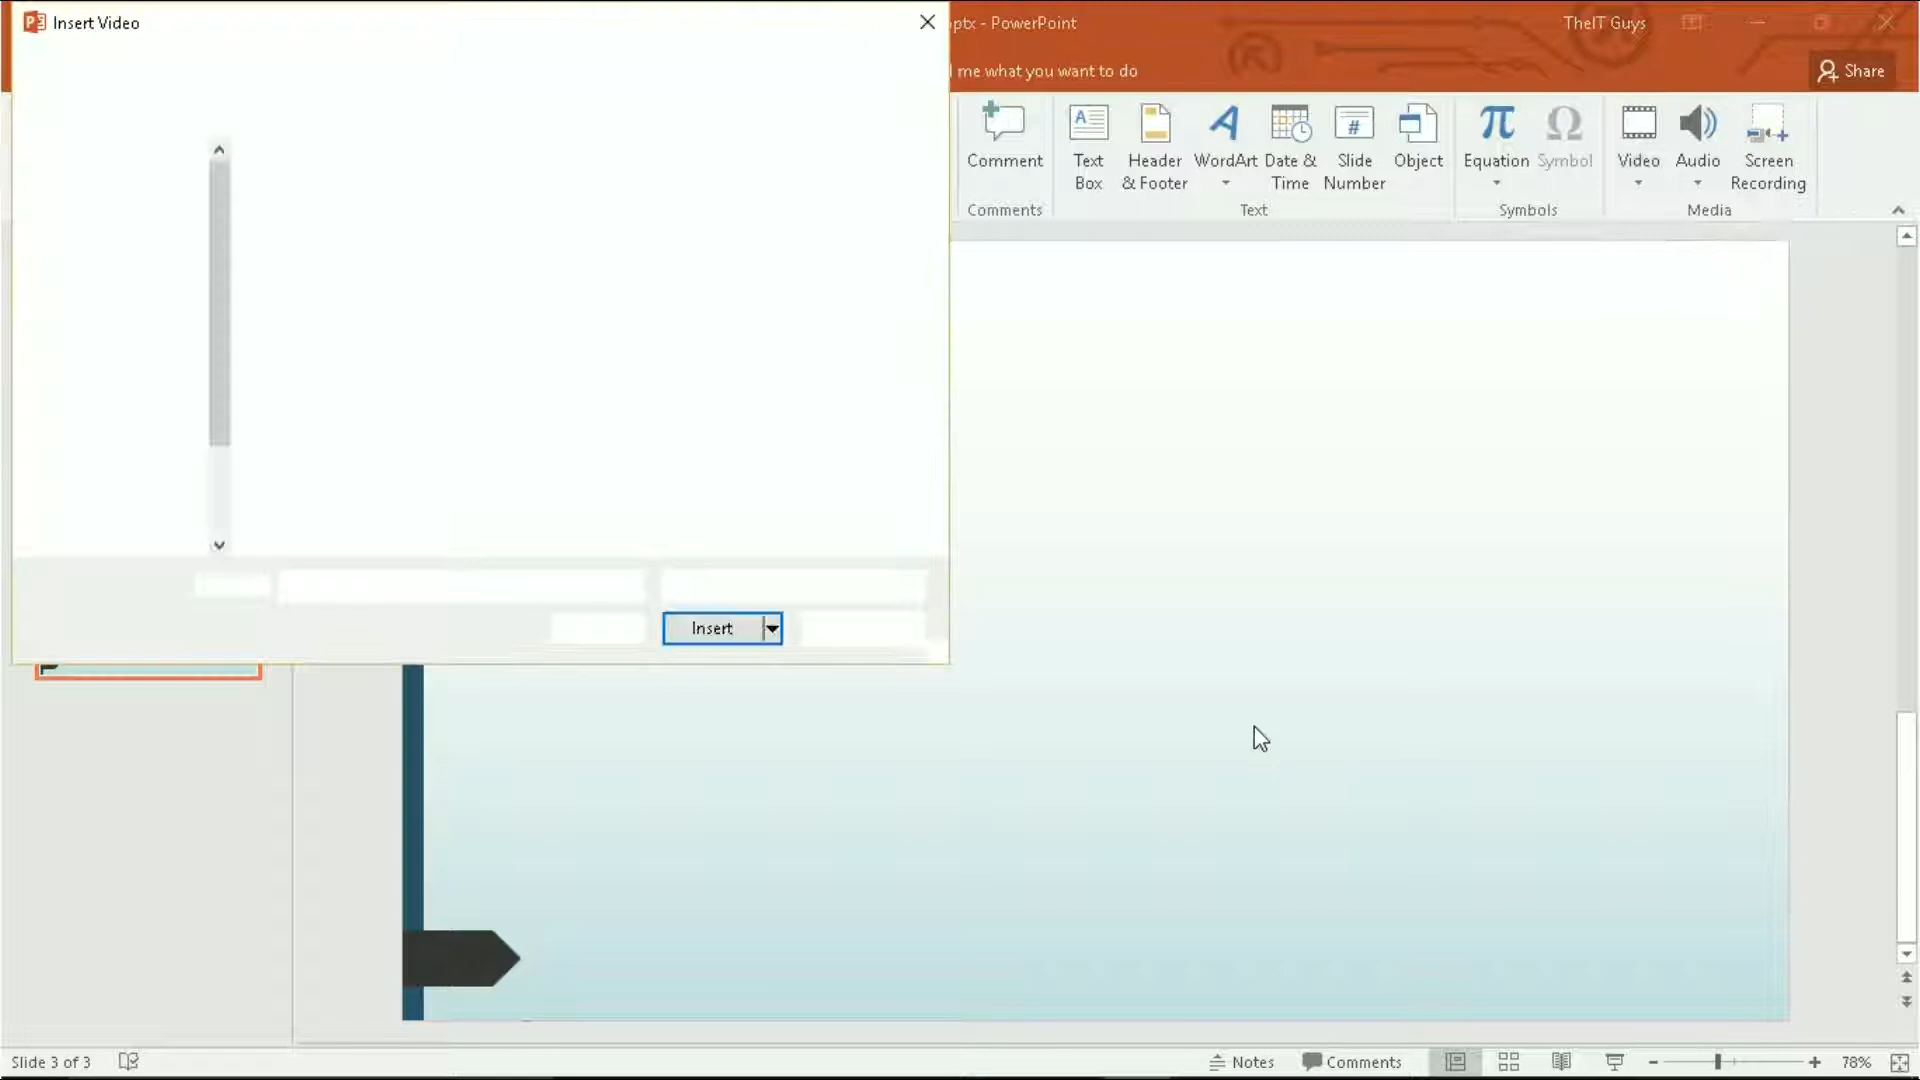 Insert Video
ptx - PowerPoint
TheIT Guys
me what you want to do
Share
Comment
Text Box
Header & Footer
WordArt
Date & Time
Slide Number
Object
Equation
Symbol
Video
Audio
Screen Recording
Comments
Text
Symbols
Media
Insert
Slide 3 of 3
Notes
Comments
78%